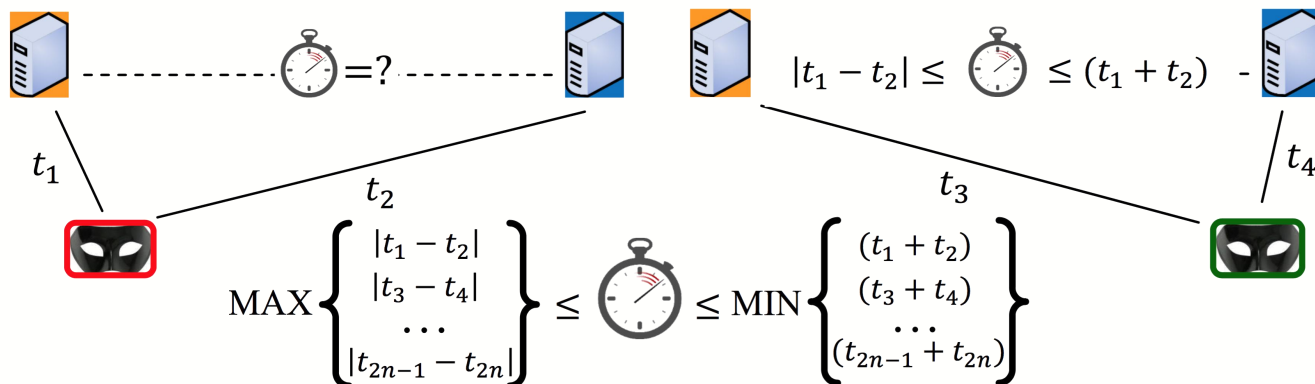 =?
|t₁ − t₂| ≤ ≤ (t₁ + t₂) -
t₁
t₂
t₃
t₄
MAX { |t₁ − t₂| } ≤ ≤ MIN { (t₁ + t₂) }
|t₃ − t₄| (t₃ + t₄)
... ...
|t₂ₙ₋₁ − t₂ₙ| (t₂ₙ₋₁ + t₂ₙ)